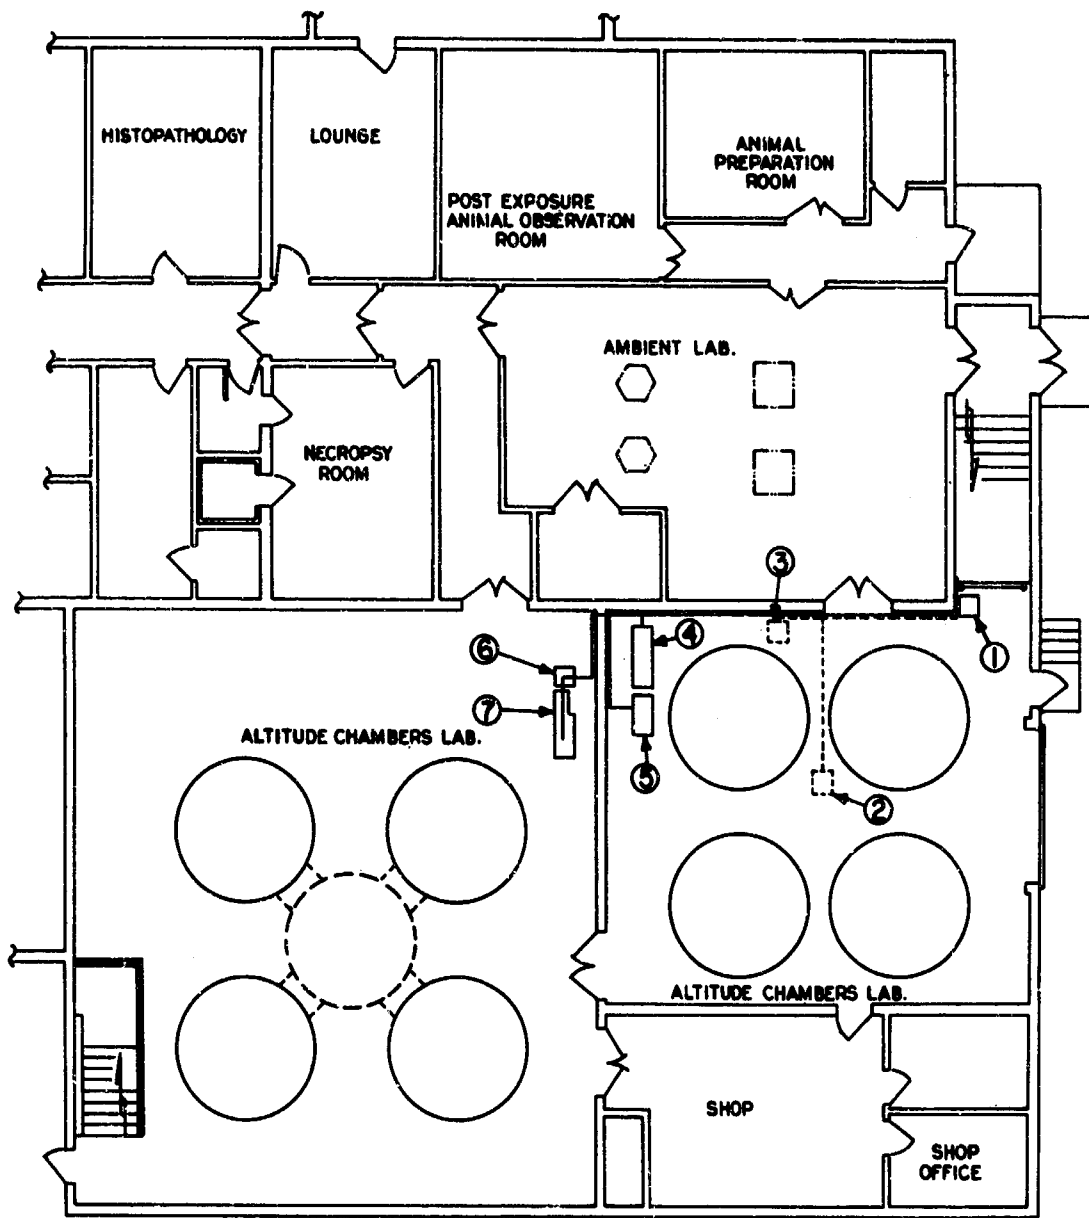 HISTOPATHOLOGY
LOUNGE
POST EXPOSURE
ANIMAL OBSERVATION
ROOM
ANIMAL
PREPARATION
ROOM
AMBIENT LAB.
NECROPSY
ROOM
3
4
1
6
7
5
2
ALTITUDE CHAMBERS LAB.
ALTITUDE CHAMBERS LAB.
SHOP
SHOP
OFFICE